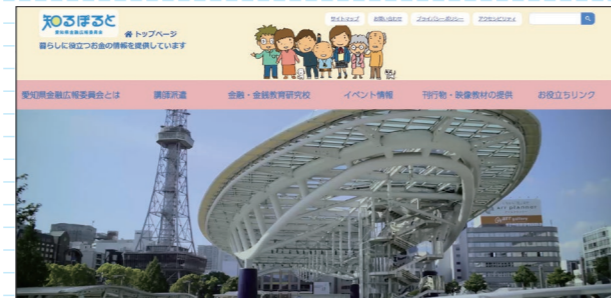 知るぽると
愛知県金融広報委員会
トップページ
暮らしに役立つお金の情報を提供しています
サイトマップ
お問い合わせ
プライバシーポリシー
アクセシビリティ
愛知県金融広報委員会とは
講師派遣
金融・金銭教育研究校
イベント情報
刊行物・映像教材の提供
お役立ちリンク